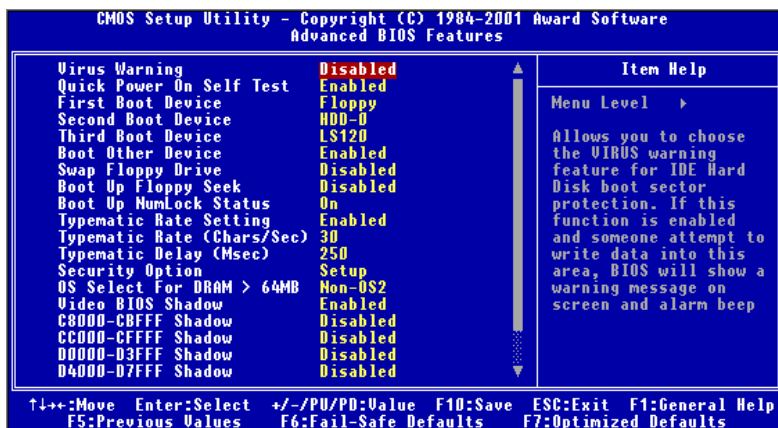 CMOS Setup Utility - Copyright (C) 1984-2001 Award Software
Advanced BIOS Features
Virus Warning Disabled
Quick Power On Self Test Enabled
First Boot Device Floppy
Second Boot Device HDD-0
Third Boot Device LS120
Boot Other Device Enabled
Swap Floppy Drive Disabled
Boot Up Floppy Seek Disabled
Boot Up NumLock Status On
Typematic Rate Setting Enabled
Typematic Rate (Chars/Sec) 30
Typematic Delay (Msec) 250
Security Option Setup
OS Select For DRAM > 64MB Non-OS2
Video BIOS Shadow Enabled
C8000-CBFFF Shadow Disabled
CC000-CFFFF Shadow Disabled
D0000-D3FFF Shadow Disabled
D4000-D7FFF Shadow Disabled
Item Help
Menu Level
Allows you to choose
the VIRUS warning
feature for IDE Hard
Disk boot sector
protection. If this
function is enabled
and someone attempt to
write data into this
area, BIOS will show a
warning message on
screen and alarm beep
↑↓→←:Move Enter:Select +/-/PU/PD:Value F10:Save ESC:Exit F1:General Help
F5:Previous Values F6:Fail-Safe Defaults F7:Optimized Defaults